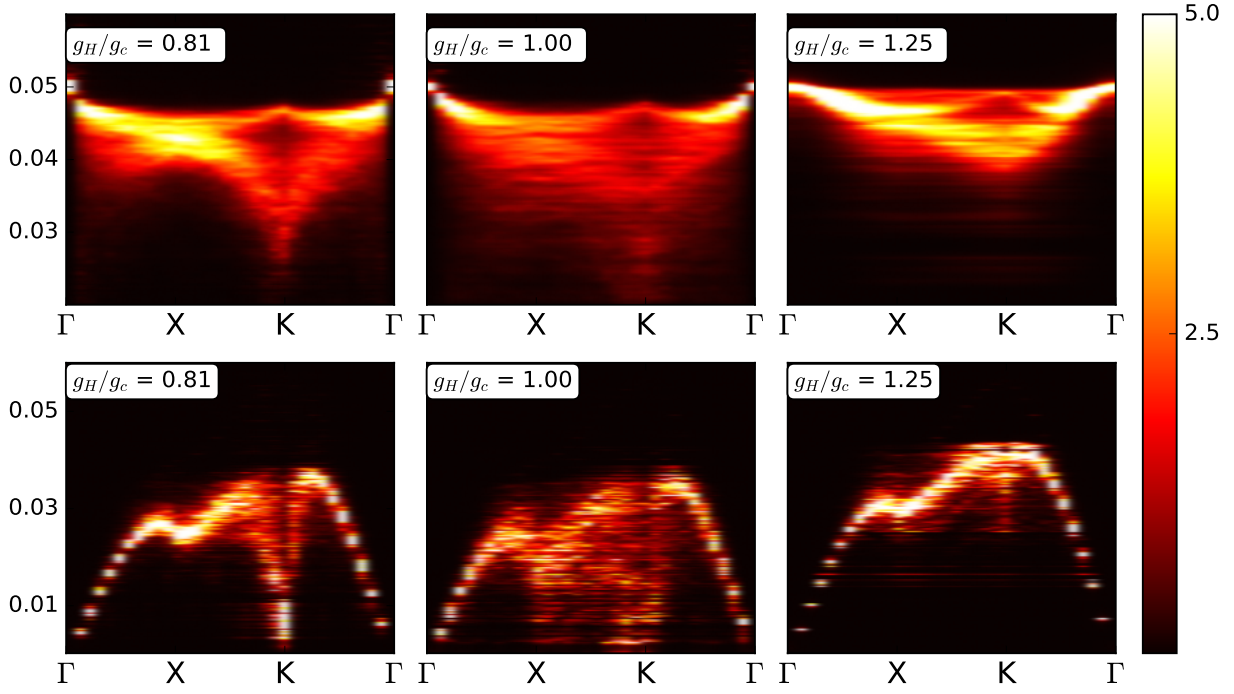 g_H/g_c = 0.81
g_H/g_c = 1.00
g_H/g_c = 1.25
5.0
0.05
0.04
0.03
2.5
Γ X K Γ Γ X K Γ Γ X K Γ
g_H/g_c = 0.81
g_H/g_c = 1.00
g_H/g_c = 1.25
0.05
0.03
0.01
Γ X K Γ Γ X K Γ Γ X K Γ